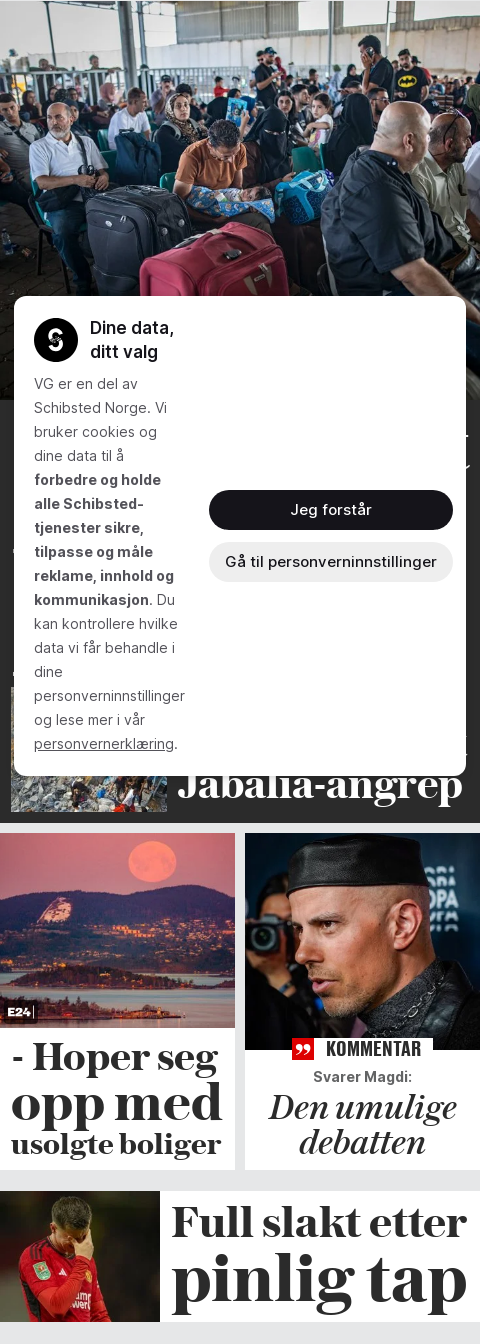 Dine data,
ditt valg
VG er en del av
Schibsted Norge. Vi
bruker cookies og
dine data til å
forbedre og holde
alle Schibsted-
tjenester sikre,
tilpasse og måle
reklame, innhold og
kommunikasjon. Du
kan kontrollere hvilke
data vi får behandle i
dine
personverninnstillinger
og lese mer i vår
personvernerklæring.
Jeg forstår
Gå til personverninnstillinger
Jabalia-angrep
E24
- Hoper seg
opp med
usolgte boliger
KOMMENTAR
Svarer Magdi:
Den umulige
debatten
Full slakt etter
pinlig tap